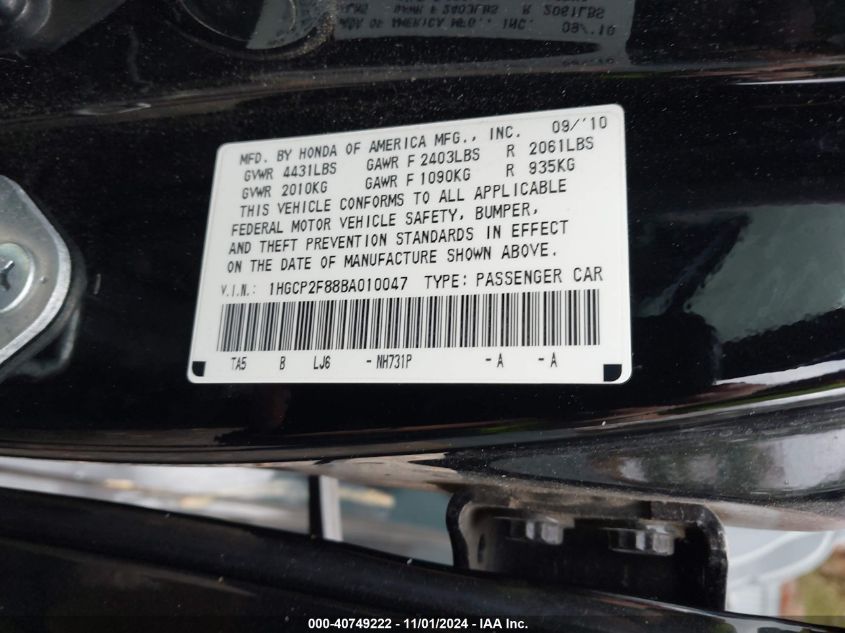 MFD. BY HONDA OF AMERICA MFG., INC. 09/'10
GVWR 4431LBS GAWR F 2403LBS R 2061LBS
GVWR 2010KG GAWR F 1090KG R 935KG
THIS VEHICLE CONFORMS TO ALL APPLICABLE
FEDERAL MOTOR VEHICLE SAFETY, BUMPER,
AND THEFT PREVENTION STANDARDS IN EFFECT
ON THE DATE OF MANUFACTURE SHOWN ABOVE.
V.I.N.: 1HGCP2F88BA010047 TYPE: PASSENGER CAR
TA5 B LJ6 -NH731P -A -A
000-40749222 - 11/01/2024 - IAA Inc.